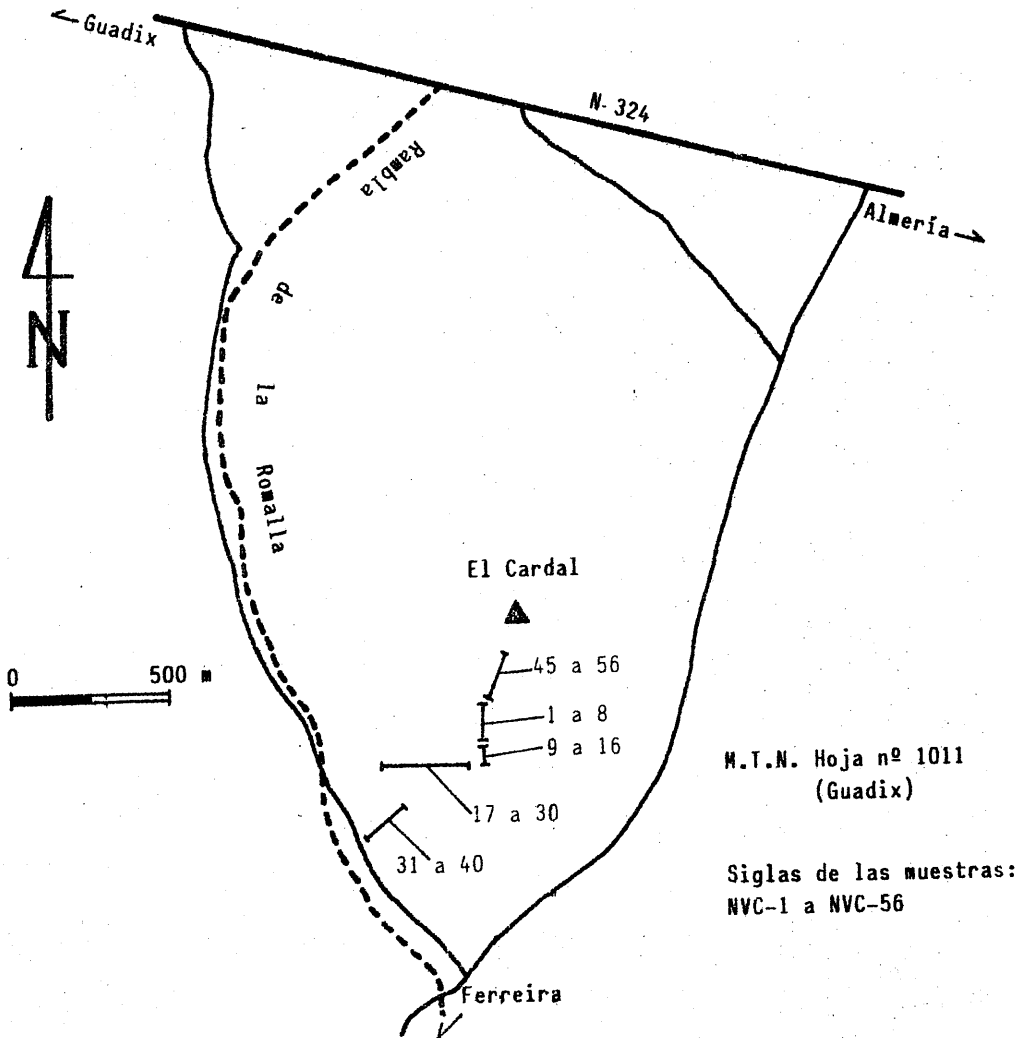 ← Guadix
N-324
Almería →
Rambla
de
la
Romalla
N
El Cardal
0 500 m
45 a 56
1 a 8
9 a 16
17 a 30
31 a 40
M.T.N. Hoja nº 1011
(Guadix)
Siglas de las muestras:
NVC-1 a NVC-56
Ferreira